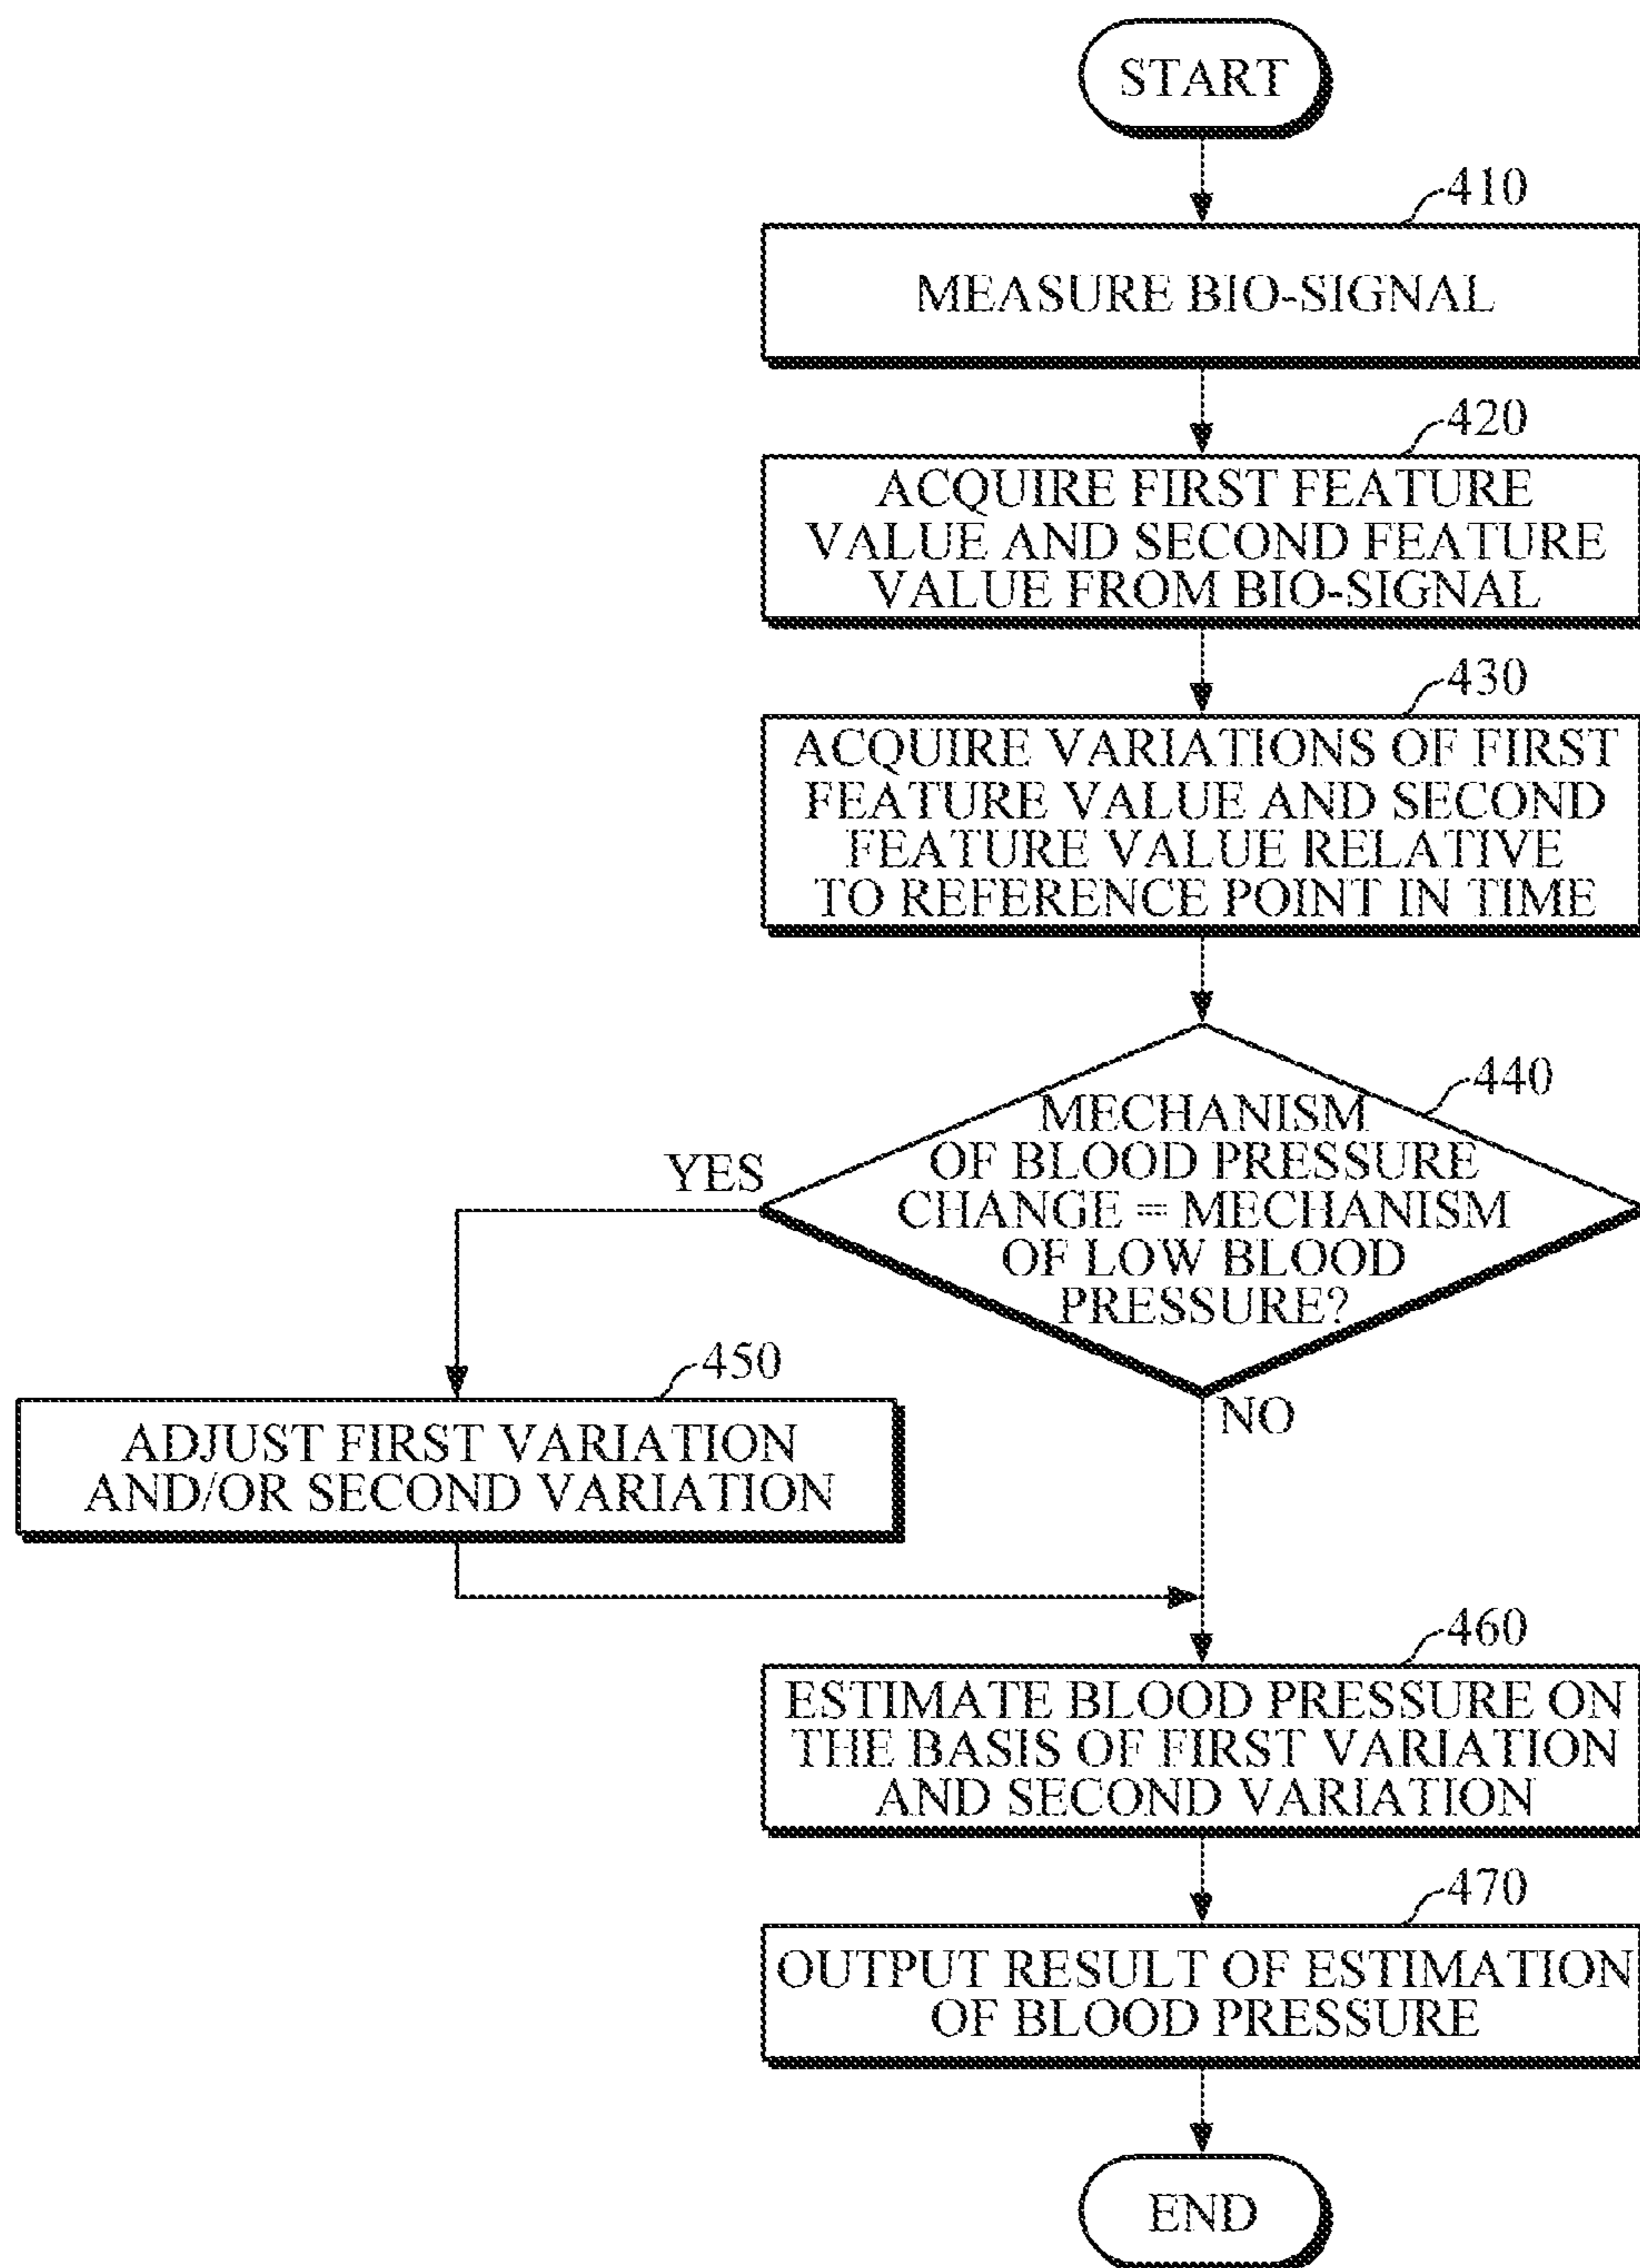 START
410
MEASURE BIO-SIGNAL
420
ACQUIRE FIRST FEATURE
VALUE AND SECOND FEATURE
VALUE FROM BIO-SIGNAL
430
ACQUIRE VARIATIONS OF FIRST
FEATURE VALUE AND SECOND
FEATURE VALUE RELATIVE
TO REFERENCE POINT IN TIME
440
MECHANISM
OF BLOOD PRESSURE
CHANGE = MECHANISM
OF LOW BLOOD
PRESSURE?
YES
NO
450
ADJUST FIRST VARIATION
AND/OR SECOND VARIATION
460
ESTIMATE BLOOD PRESSURE ON
THE BASIS OF FIRST VARIATION
AND SECOND VARIATION
470
OUTPUT RESULT OF ESTIMATION
OF BLOOD PRESSURE
END